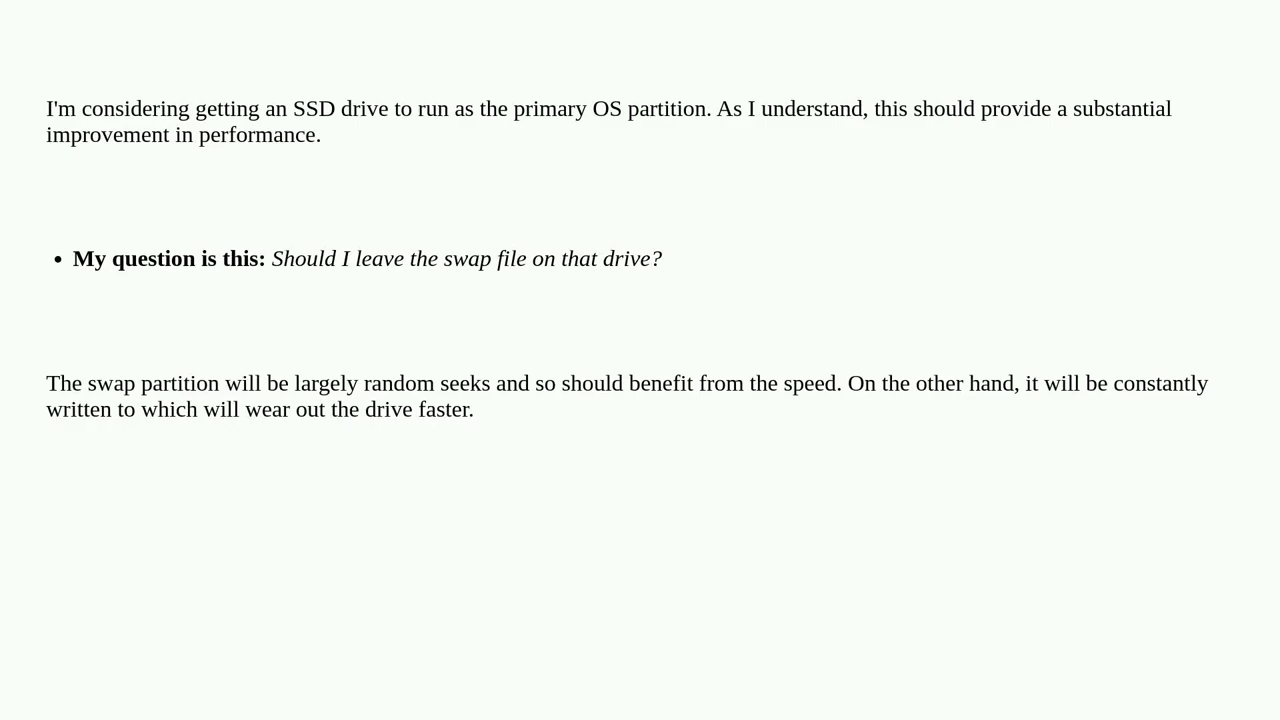 I'm considering getting an SSD drive to run as the primary OS partition. As I understand, this should provide a substantial
improvement in performance.
• My question is this: Should I leave the swap file on that drive?
The swap partition will be largely random seeks and so should benefit from the speed. On the other hand, it will be constantly
written to which will wear out the drive faster.